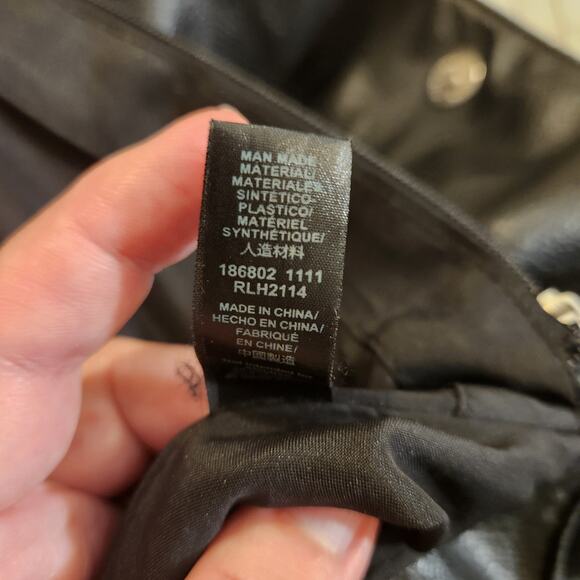 MAN MADE
MATERIAL/
MATERIALES
SINTÉTICO-
PLASTICO/
MATÉRIEL
SYNTHÉTIQUE/
人造材料
186802 1111
RLH2114
MADE IN CHINA/
HECHO EN CHINA/
FABRIQUÉ
EN CHINE/
中國製造